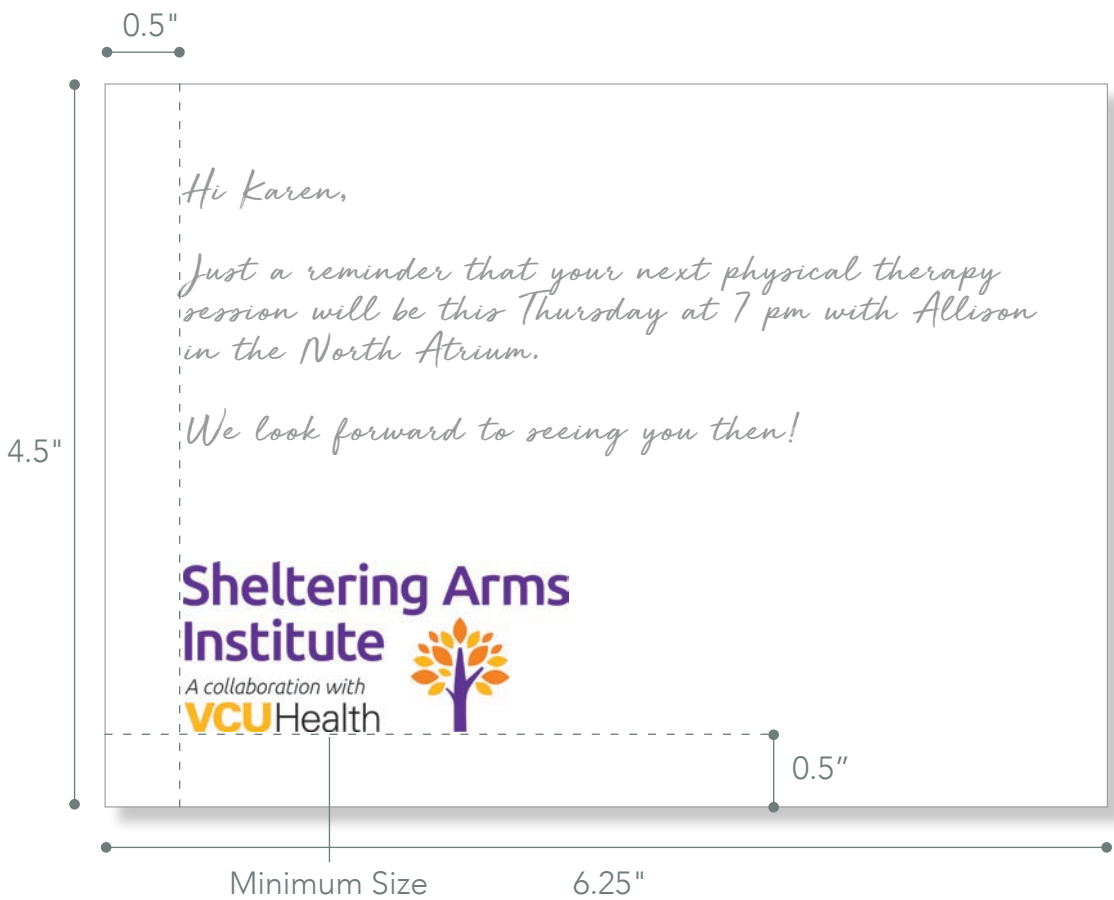 0.5"
Hi Karen,
Just a reminder that your next physical therapy
session will be this Thursday at 7 pm with Allison
in the North Atrium.
We look forward to seeing you then!
4.5"
Sheltering Arms
Institute
A collaboration with
VCUHealth
0.5”
Minimum Size
6.25"